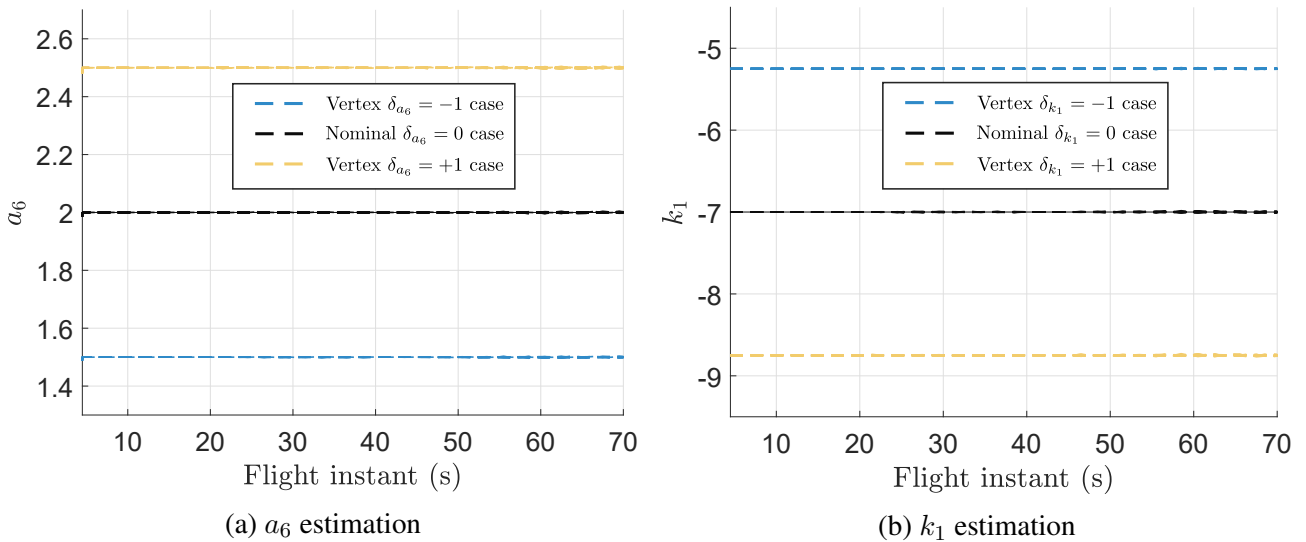 2.6
2.4
2.2
2
1.8
1.6
1.4
a₆
Vertex δₐ₆ = −1 case
Nominal δₐ₆ = 0 case
Vertex δₐ₆ = +1 case
10 20 30 40 50 60 70
Flight instant (s)
(a) a₆ estimation
-5
-6
-7
-8
-9
k₁
Vertex δₖ₁ = −1 case
Nominal δₖ₁ = 0 case
Vertex δₖ₁ = +1 case
10 20 30 40 50 60 70
Flight instant (s)
(b) k₁ estimation